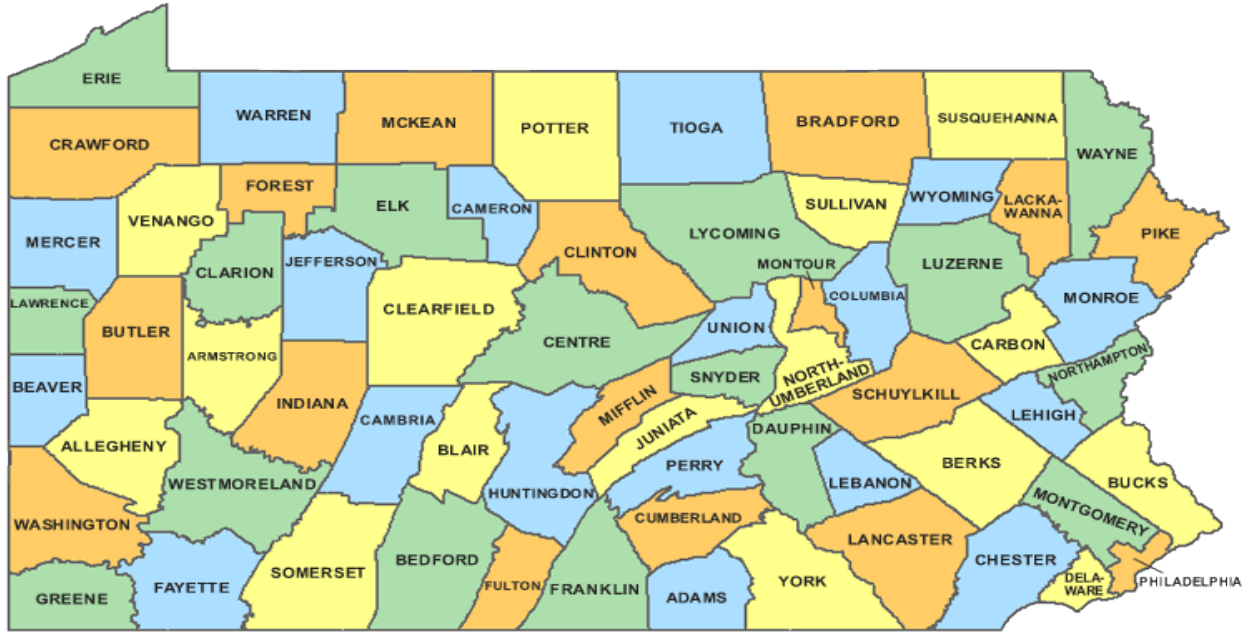 ERIE
WARREN
MCKEAN
POTTER
TIOGA
BRADFORD
SUSQUEHANNA
WAYNE
CRAWFORD
FOREST
ELK
CAMERON
SULLIVAN
WYOMING
LACKA-
WANNA
PIKE
MERCER
VENANGO
CLARION
JEFFERSON
CLINTON
LYCOMING
MONTOUR
COLUMBIA
LUZERNE
MONROE
LAWRENCE
BUTLER
ARMSTRONG
CLEARFIELD
CENTRE
UNION
CARBON
NORTHAMPTON
BEAVER
INDIANA
CAMBRIA
BLAIR
MIFFLIN
SNYDER
NORTH-
UMBERLAND
SCHUYLKILL
LEHIGH
ALLEGHENY
WESTMORELAND
HUNTINGDON
JUNIATA
PERRY
DAUPHIN
LEBANON
BERKS
BUCKS
WASHINGTON
CUMBERLAND
LANCASTER
MONTGOMERY
GREENE
FAYETTE
SOMERSET
BEDFORD
FULTON
FRANKLIN
ADAMS
YORK
CHESTER
DELA-
WARE
PHILADELPHIA